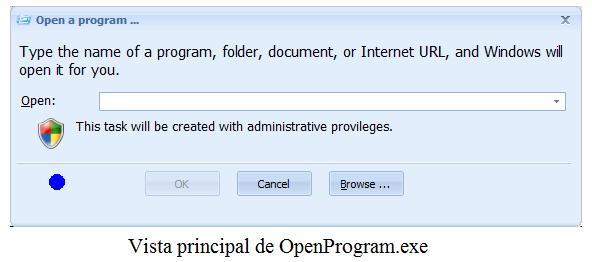 Open a program ...
Type the name of a program, folder, document, or Internet URL, and Windows will
open it for you.
Open:
This task will be created with administrative provileges.
OK Cancel Browse ...
Vista principal de OpenProgram.exe